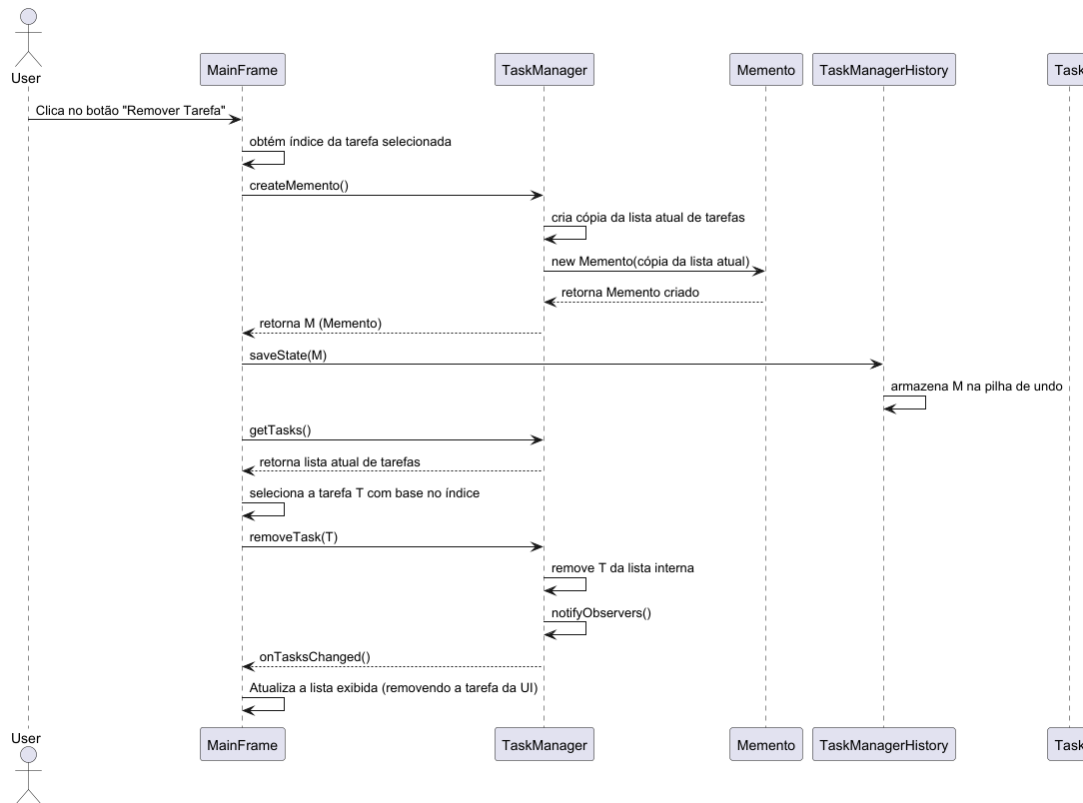 User
MainFrame
TaskManager
Memento
TaskManagerHistory
Task
Clica no botão "Remover Tarefa"
obtém índice da tarefa selecionada
createMemento()
cria cópia da lista atual de tarefas
new Memento(cópia da lista atual)
retorna Memento criado
retorna M (Memento)
saveState(M)
armazena M na pilha de undo
getTasks()
retorna lista atual de tarefas
seleciona a tarefa T com base no índice
removeTask(T)
remove T da lista interna
notifyObservers()
onTasksChanged()
Atualiza a lista exibida (removendo a tarefa da UI)
User
MainFrame
TaskManager
Memento
TaskManagerHistory
Task